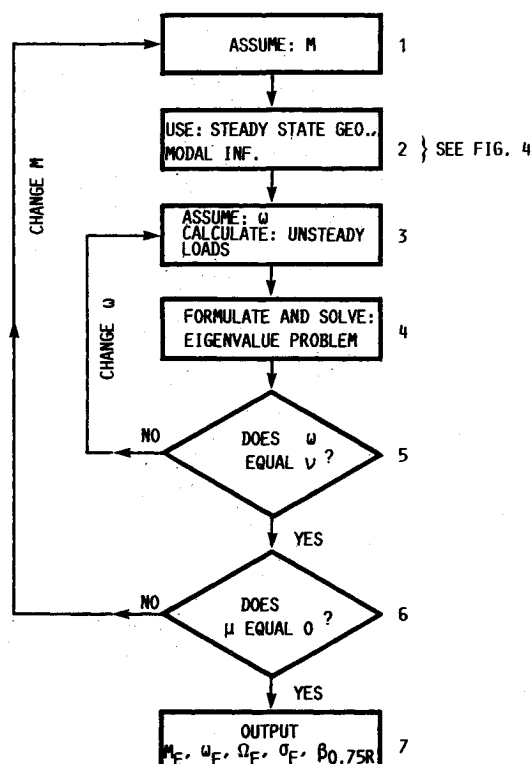 ASSUME: M
1
USE: STEADY STATE GEO.,
MODAL INF.
2 } SEE FIG. 4
CHANGE M
ASSUME: ω
CALCULATE: UNSTEADY
LOADS
3
CHANGE ω
FORMULATE AND SOLVE:
EIGENVALUE PROBLEM
4
NO
DOES ω
EQUAL ν ?
5
YES
NO
DOES
μ EQUAL 0 ?
6
YES
OUTPUT
M_F, ω_F, Ω_F, σ_F, β_0.75R
7